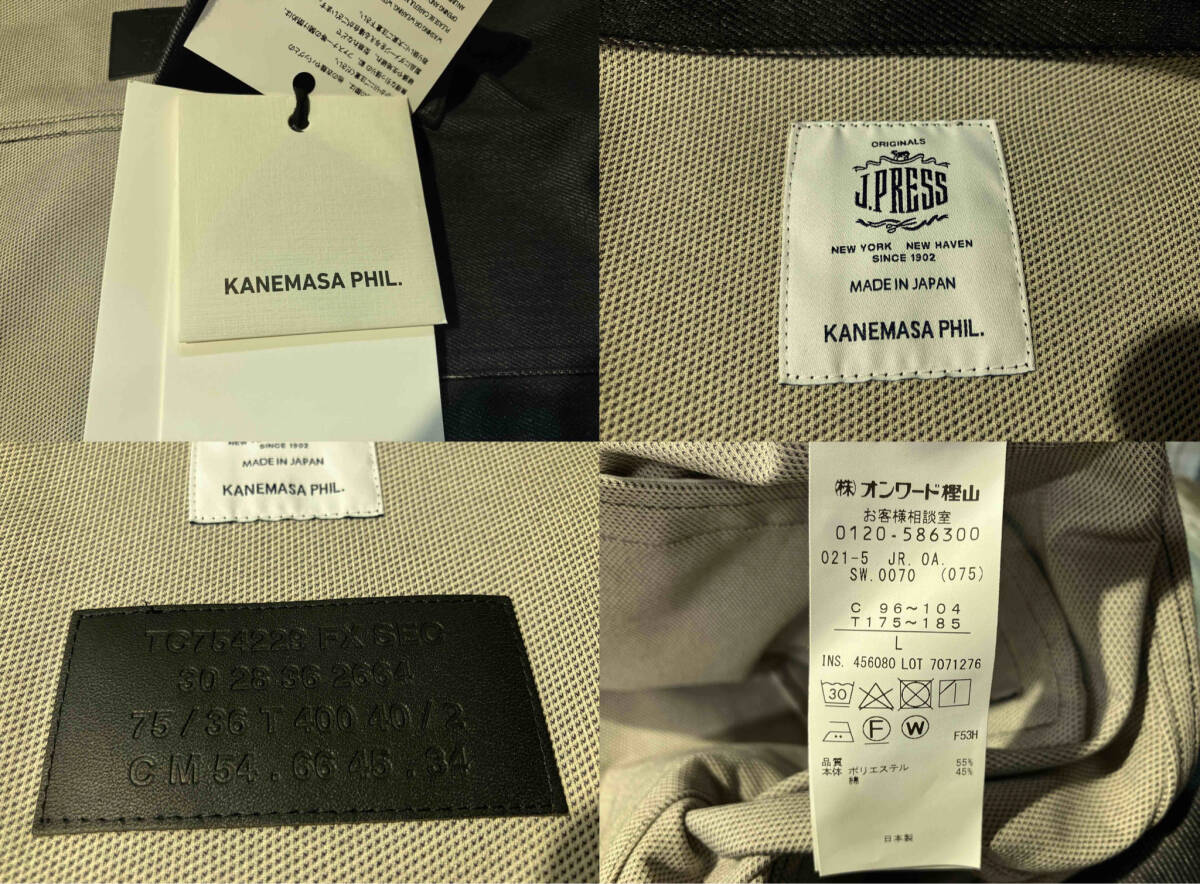 KANEMASA PHIL.
ORIGINALS
J.PRESS
NEW YORK NEW HAVEN
SINCE 1902
MADE IN JAPAN
KANEMASA PHIL.
SINCE 1902
MADE IN JAPAN
KANEMASA PHIL.
TC754229 FX SEC
30 28 36 2664
75/36 T 400 40/2
C M 54.66 45.34
(株)オンワード樫山
お客様相談室
0120-586300
021-5 JR. OA.
SW.0070 (075)
C 96~104
T175~185
L
INS. 456080 LOT 7071276
30
F W
F53H
品質 55%
本体 ポリエステル 45%
綿
日本製